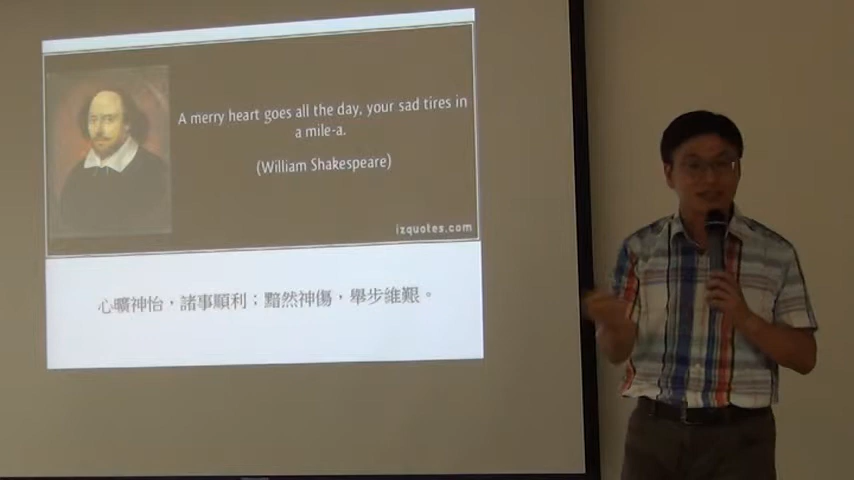 A merry heart goes all the day, your sad tires in
a mile-a.
(William Shakespeare)
izquotes.com
心曠神怡，諸事順利；黯然神傷，舉步維艱。